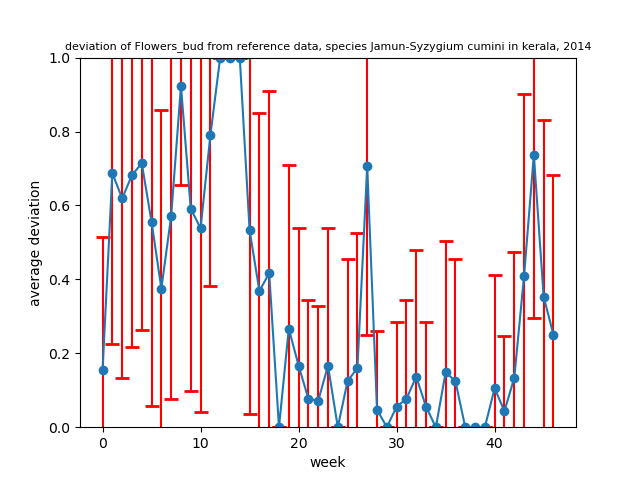 deviation of Flowers_bud from reference data, species Jamun-Syzygium cumini in kerala, 2014
1.0
0.8
0.6
0.4
0.2
0.0
average deviation
0 10 20 30 40
week